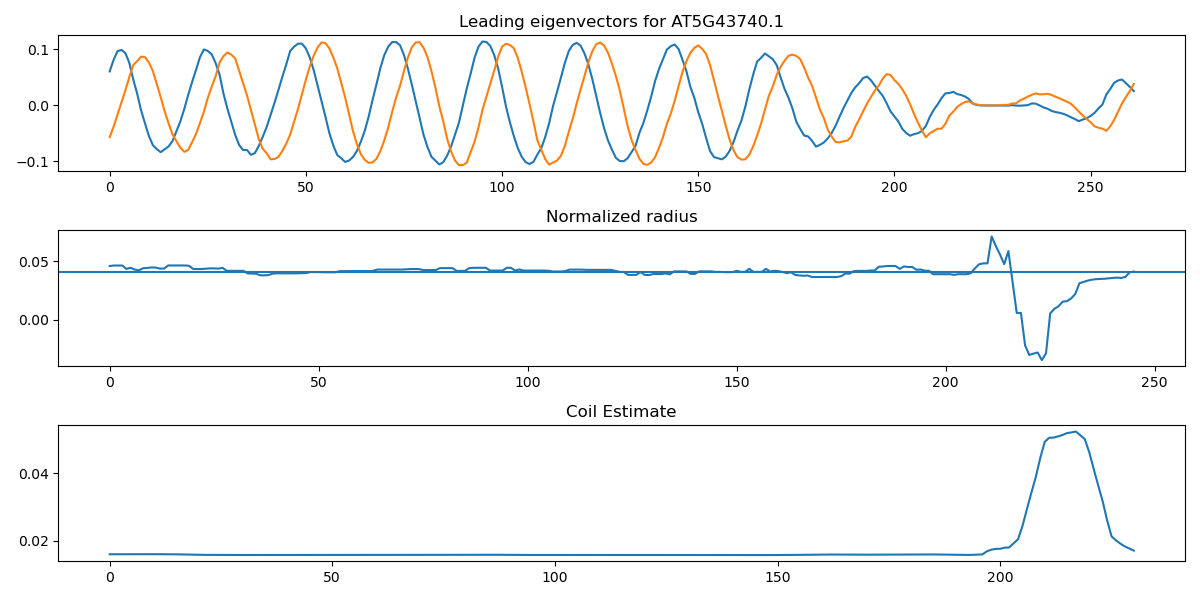 Leading eigenvectors for AT5G43740.1
0.1
0.0
−0.1
0 50 100 150 200 250
Normalized radius
0.05
0.00
0 50 100 150 200 250
Coil Estimate
0.04
0.02
0 50 100 150 200